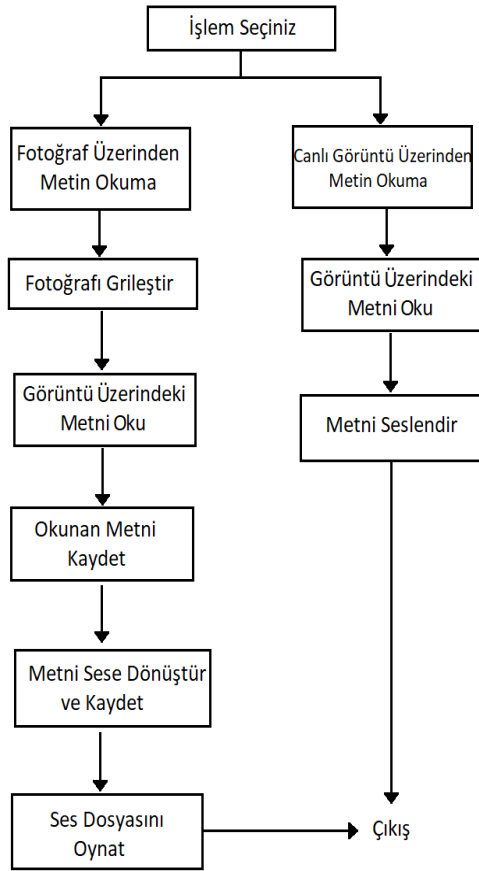 İşlem Seçiniz
Fotoğraf Üzerinden
Metin Okuma
Fotoğrafı Grileştir
Görüntü Üzerindeki
Metni Oku
Okunan Metni
Kaydet
Metni Sese Dönüştür
ve Kaydet
Ses Dosyasını
Oynat
Canlı Görüntü Üzerinden
Metin Okuma
Görüntü Üzerindeki
Metni Oku
Metni Seslendir
Çıkış